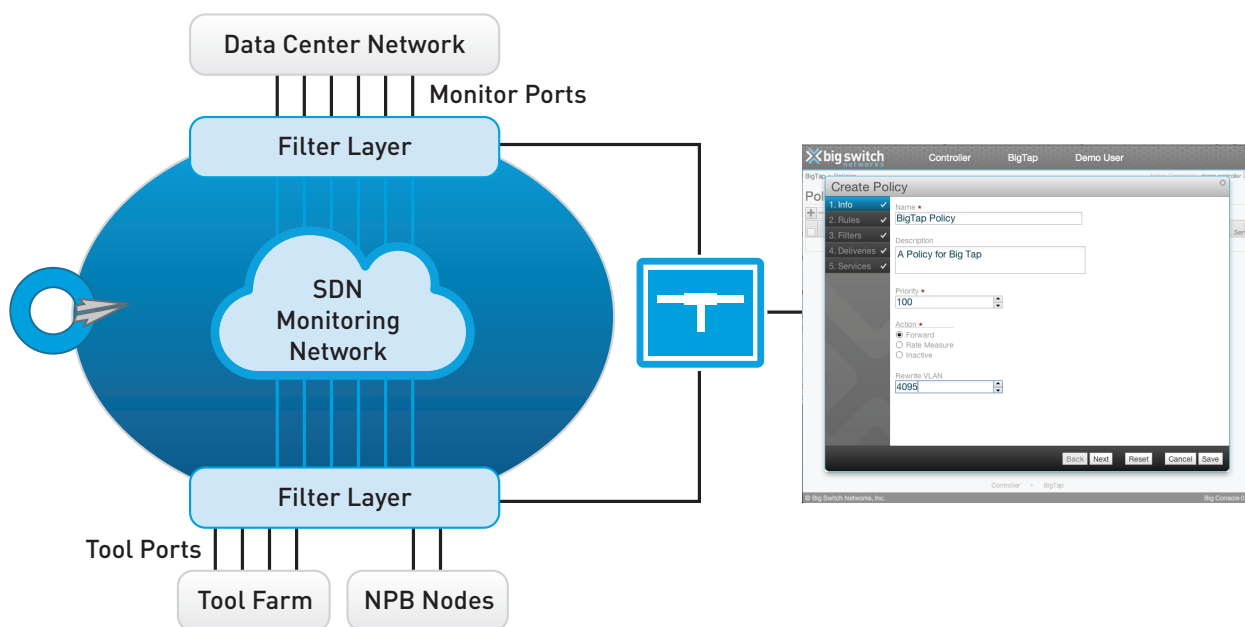 Data Center Network
Monitor Ports
Filter Layer
SDN
Monitoring
Network
Filter Layer
Tool Ports
Tool Farm
NPB Nodes
big switch
networks
Controller
BigTap
Demo User
Create Policy
1. Info
2. Rules
3. Filters
4. Deliveries
5. Services
Name *
BigTap Policy
Description
A Policy for Big Tap
Priority *
100
Action *
Forward
Rate Measure
Inactive
Rewrite VLAN
4095
Back
Next
Reset
Cancel
Save
Controller • BigTap
© Big Switch Networks, Inc.
Big Console 0